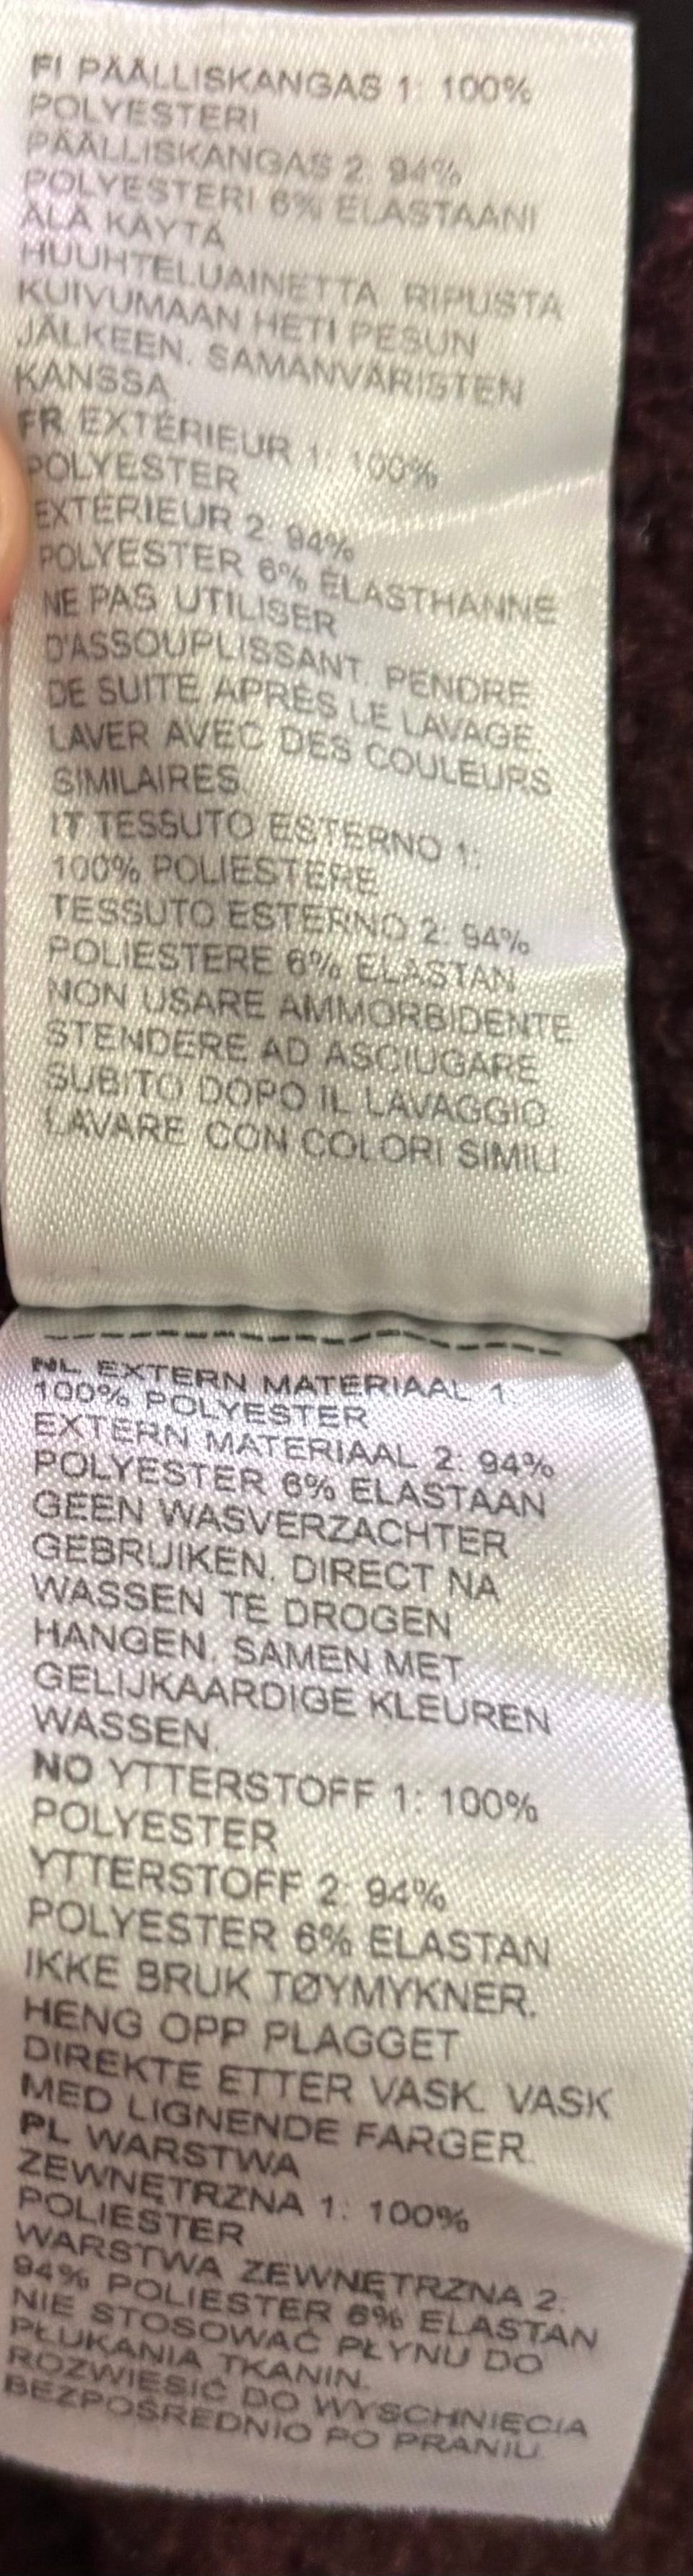 FI PÄÄLLISKANGAS 1: 100%
POLYESTERI
PÄÄLLISKANGAS 2: 94%
POLYESTERI 6% ELASTAANI
ÄLÄ KÄYTÄ
HUUHTELUAINETTA. RIPUSTA
KUIVUMAAN HETI PESUN
JÄLKEEN. SAMANVÄRISTEN
KANSSA.
FR EXTÉRIEUR 1: 100%
POLYESTER
EXTÉRIEUR 2: 94%
POLYESTER 6% ÉLASTHANNE
NE PAS UTILISER
D'ASSOUPLISSANT. PENDRE
DE SUITE APRÈS LE LAVAGE.
LAVER AVEC DES COULEURS
SIMILAIRES.
IT TESSUTO ESTERNO 1:
100% POLIESTERE
TESSUTO ESTERNO 2: 94%
POLIESTERE 6% ELASTAN
NON USARE AMMORBIDENTE.
STENDERE AD ASCIUGARE
SUBITO DOPO IL LAVAGGIO.
LAVARE CON COLORI SIMILI.
NL EXTERN MATERIAAL 1:
100% POLYESTER
EXTERN MATERIAAL 2: 94%
POLYESTER 6% ELASTAAN
GEEN WASVERZACHTER
GEBRUIKEN. DIRECT NA
WASSEN TE DROGEN
HANGEN. SAMEN MET
GELIJKAARDIGE KLEUREN
WASSEN.
NO YTTERSTOFF 1: 100%
POLYESTER
YTTERSTOFF 2: 94%
POLYESTER 6% ELASTAN
IKKE BRUK TØYMYKNER.
HENG OPP PLAGGET
DIREKTE ETTER VASK. VASK
MED LIGNENDE FARGER.
PL WARSTWA
ZEWNĘTRZNA 1: 100%
POLIESTER
WARSTWA ZEWNĘTRZNA 2:
94% POLIESTER 6% ELASTAN
NIE STOSOWAĆ PŁYNU DO
PŁUKANIA TKANIN.
ROZWIESIĆ DO WYSCHNIĘCIA
BEZPOŚREDNIO PO PRANIU.